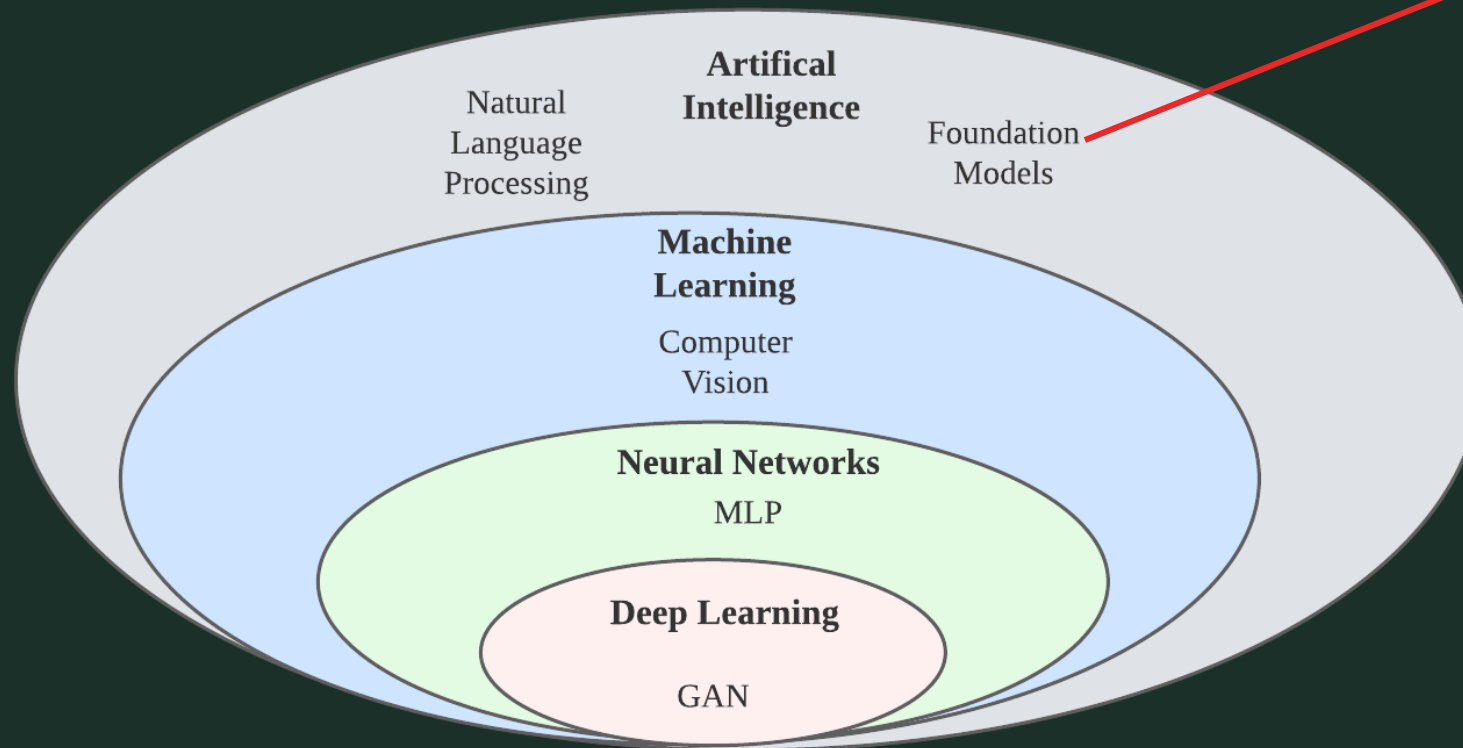 Artifical
Intelligence
Natural
Language
Processing
Foundation
Models
Machine
Learning
Computer
Vision
Neural Networks
MLP
Deep Learning
GAN